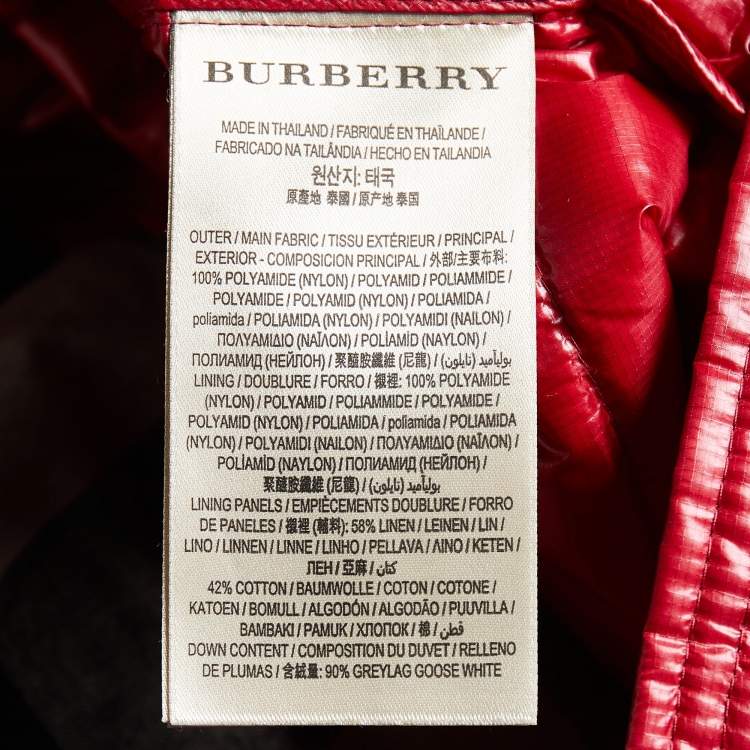 BURBERRY
MADE IN THAILAND / FABRIQUÉ EN THAÏLANDE /
FABRICADO NA TAILÂNDIA / HECHO EN TAILANDIA
원산지: 태국
原產地 泰國 / 原产地 泰国
OUTER / MAIN FABRIC / TISSU EXTÉRIEUR / PRINCIPAL /
EXTERIOR - COMPOSICION PRINCIPAL / 外部/主要布料:
100% POLYAMIDE (NYLON) / POLYAMID / POLIAMMIDE /
POLYAMIDE / POLYAMID (NYLON) / POLIAMIDA /
poliamida / POLIAMIDA (NYLON) / POLYAMIDI (NAILON) /
ΠΟΛΥΑΜΙΔΙΟ (ΝΑΪΛΟΝ) / POLİAMİD (NAYLON) /
ПОЛИАМИД (НЕЙЛОН) / 聚醯胺纖維 (尼龍) / بولياميد (نايلون) /
LINING / DOUBLURE / FORRO / 襯裡: 100% POLYAMIDE
(NYLON) / POLYAMID / POLIAMMIDE / POLYAMIDE /
POLYAMID (NYLON) / POLIAMIDA / poliamida / POLIAMIDA
(NYLON) / POLYAMIDI (NAILON) / ΠΟΛΥΑΜΙΔΙΟ (ΝΑΪΛΟΝ) /
POLİAMİD (NAYLON) / ПОЛИАМИД (НЕЙЛОН) /
聚醯胺纖維 (尼龍) / بولياميد (نايلون) /
LINING PANELS / EMPIÈCEMENTS DOUBLURE / FORRO
DE PANELES / 襯裡 (輔料): 58% LINEN / LEINEN / LIN /
LINO / LINNEN / LINNE / LINHO / PELLAVA / ΛΙΝΟ / KETEN /
ЛЕН / 亞麻 / كتان /
42% COTTON / BAUMWOLLE / COTON / COTONE /
KATOEN / BOMULL / ALGODÓN / ALGODÃO / PUUVILLA /
ΒΑΜΒΑΚΙ / PAMUK / ХЛОПОК / 棉 / قطن /
DOWN CONTENT / COMPOSITION DU DUVET / RELLENO
DE PLUMAS / 含絨量: 90% GREYLAG GOOSE WHITE